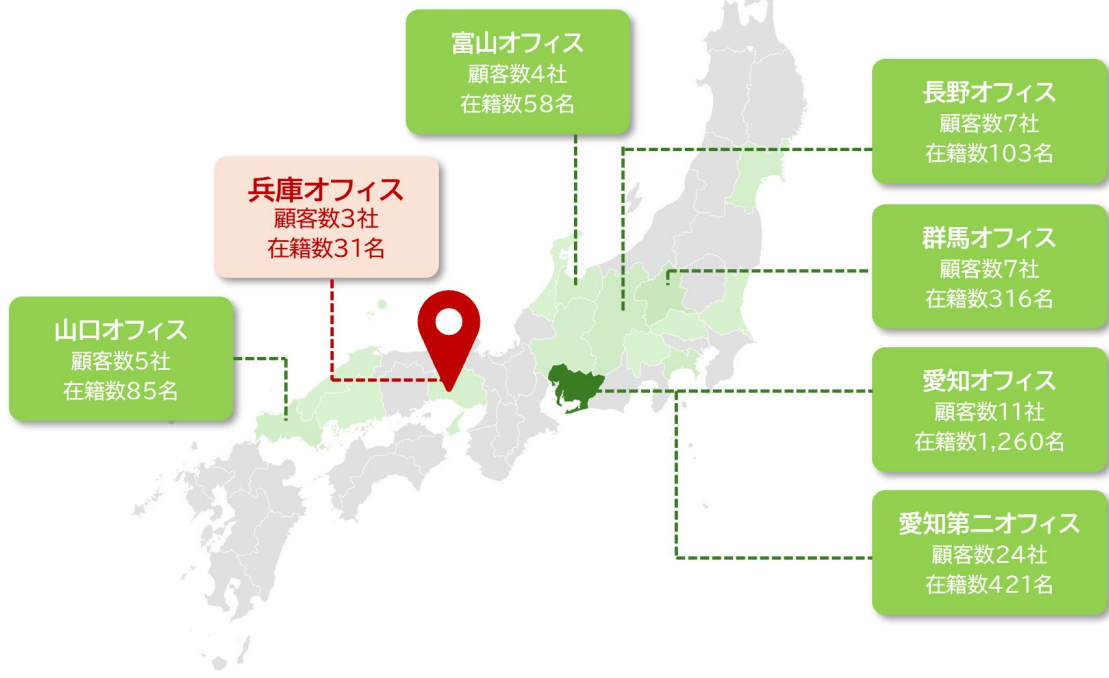 富山オフィス
顧客数4社
在籍数58名
長野オフィス
顧客数7社
在籍数103名
兵庫オフィス
顧客数3社
在籍数31名
群馬オフィス
顧客数7社
在籍数316名
山口オフィス
顧客数5社
在籍数85名
愛知オフィス
顧客数11社
在籍数1,260名
愛知第二オフィス
顧客数24社
在籍数421名